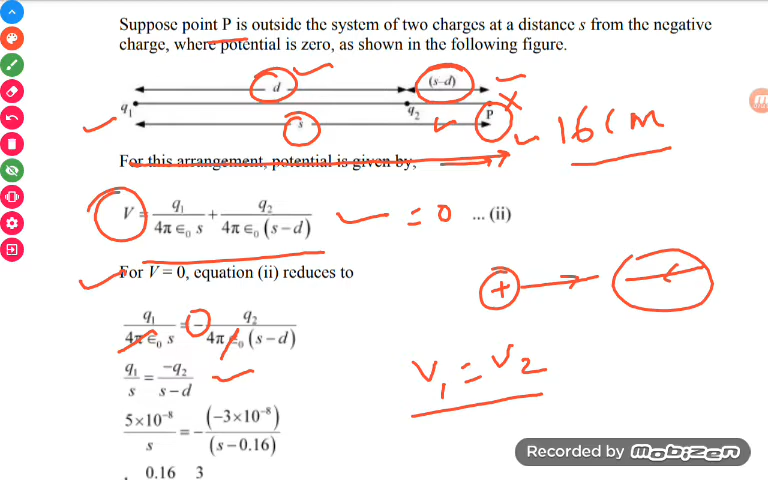 Suppose point P is outside the system of two charges at a distance s from the negative
charge, where potential is zero, as shown in the following figure.
d (s–d)
q₁ q₂ P
s
16 cm
For this arrangement, potential is given by,
V = q₁/4π∈₀ s + q₂/4π∈₀ (s – d) = 0 ... (ii)
For V = 0, equation (ii) reduces to
q₁/4π∈₀ s = – q₂/4π∈₀ (s – d)
q₁/s = –q₂/s – d
V₁ = V₂
5×10⁻⁸/s = – (–3×10⁻⁸)/(s – 0.16)
0.16 3
Recorded by mobizen